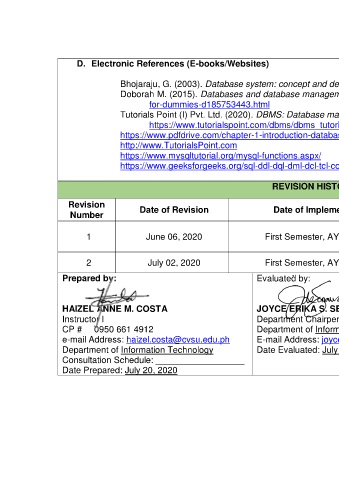 D. Electronic References (E-books/Websites)
Bhojaraju, G. (2003). Database system: concept and de
Doborah M. (2015). Databases and database managem
for-dummies-d185753443.html
Tutorials Point (I) Pvt. Ltd. (2020). DBMS: Database ma
https://www.tutorialspoint.com/dbms/dbms_tutori
https://www.pdfdrive.com/chapter-1-introduction-databas
http://www.TutorialsPoint.com
https://www.mysqltutorial.org/mysql-functions.aspx/
https://www.geeksforgeeks.org/sql-ddl-dql-dml-dcl-tcl-co
REVISION HISTO
Revision Number Date of Revision Date of Impleme
1 June 06, 2020 First Semester, AY
2 July 02, 2020 First Semester, AY
Prepared by: Evaluated by:
HAIZEL ANNE M. COSTA JOYCE ERIKA S. SE
Instructor I Department Chairper
CP # 0950 661 4912 Department of Inform
e-mail Address: haizel.costa@cvsu.edu.ph E-mail Address: joyce
Department of Information Technology Date Evaluated: July
Consultation Schedule: ____________________
Date Prepared: July 20, 2020